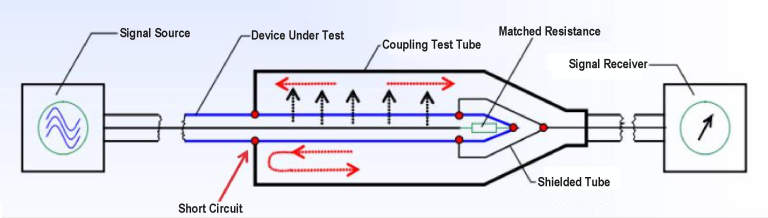 Signal Source
Device Under Test
Coupling Test Tube
Matched Resistance
Signal Receiver
Shielded Tube
Short Circuit